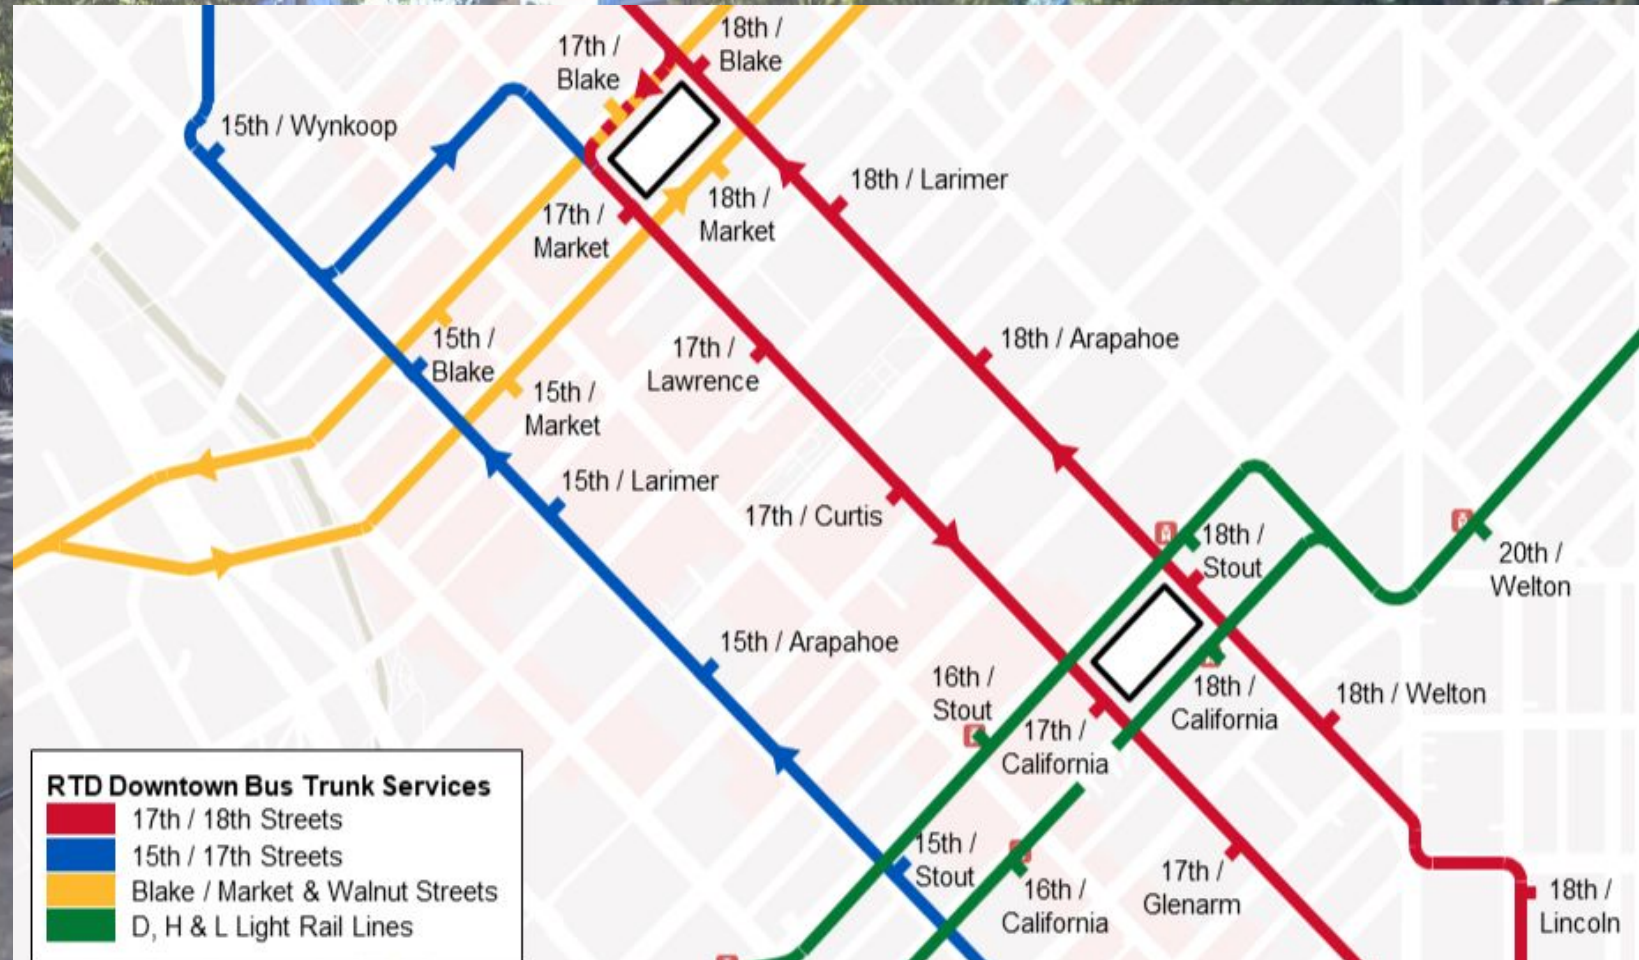 17th /
Blake
18th /
Blake
15th / Wynkoop
18th / Larimer
17th /
Market
18th /
Market
15th /
Blake
17th /
Lawrence
18th / Arapahoe
15th /
Market
15th / Larimer
17th / Curtis
18th /
Stout
20th /
Welton
15th / Arapahoe
16th /
Stout
18th /
California
18th / Welton
17th /
California
15th /
Stout
16th /
California
17th /
Glenarm
18th /
Lincoln
RTD Downtown Bus Trunk Services
17th / 18th Streets
15th / 17th Streets
Blake / Market & Walnut Streets
D, H & L Light Rail Lines